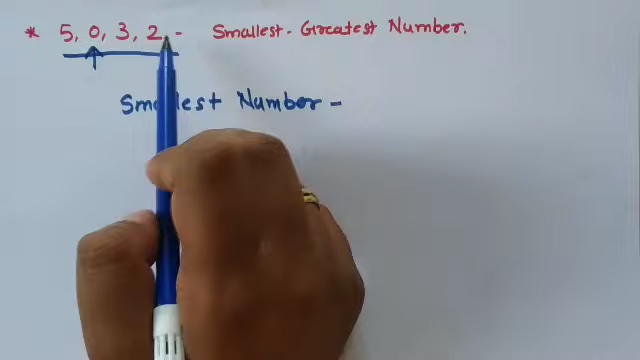 * 5, 0, 3, 2 - Smallest - Greatest Number.
Smallest Number -